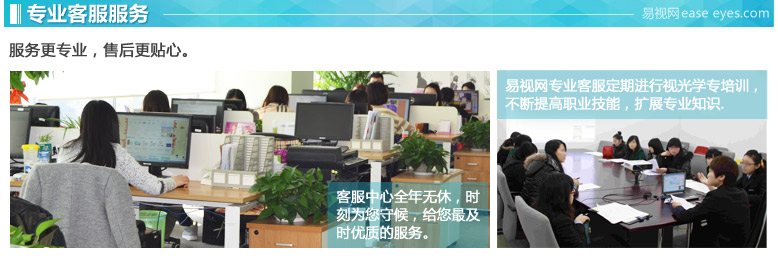 专业客服服务
易视网ease eyes.com
服务更专业，售后更贴心。
易视网专业客服定期进行视光学专培训，
不断提高职业技能，扩展专业知识.
客服中心全年无休，时
刻为您守候，给您最及
时优质的服务。